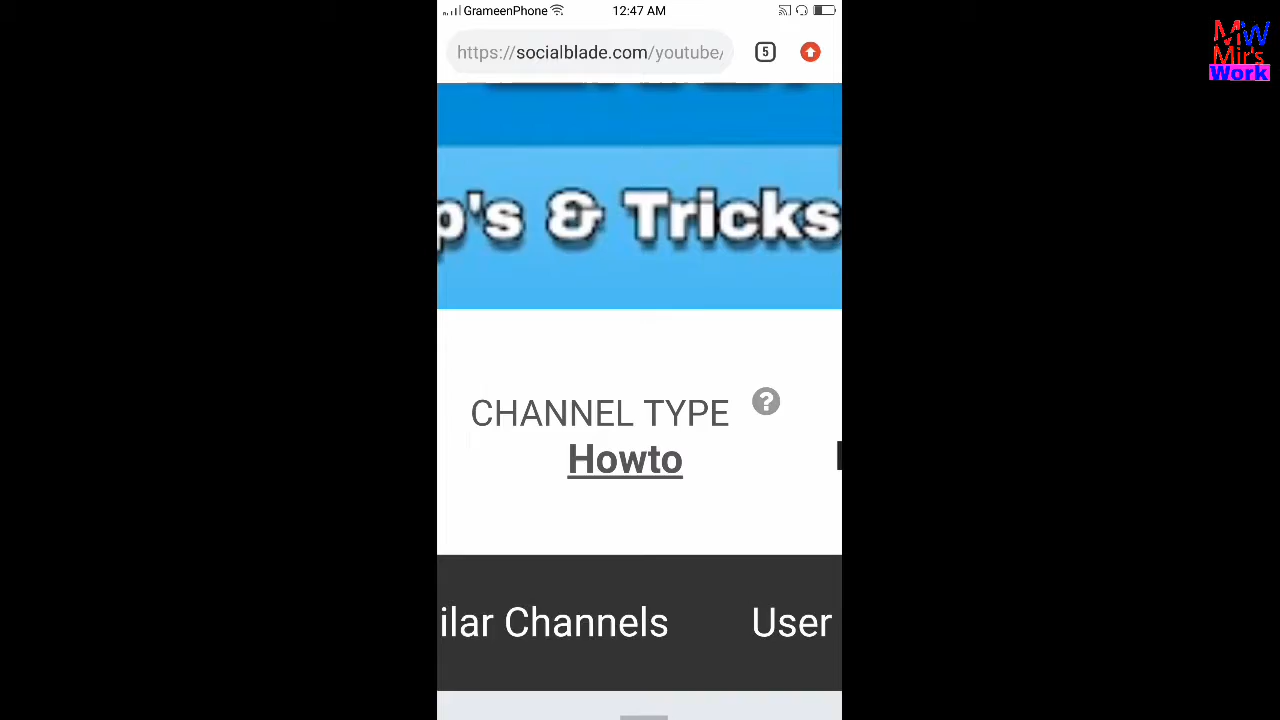 GrameenPhone 12:47 AM
https://socialblade.com/youtube/ 5
MW
Mir's
Work
p's & Tricks
CHANNEL TYPE ?
Howto
ilar Channels User